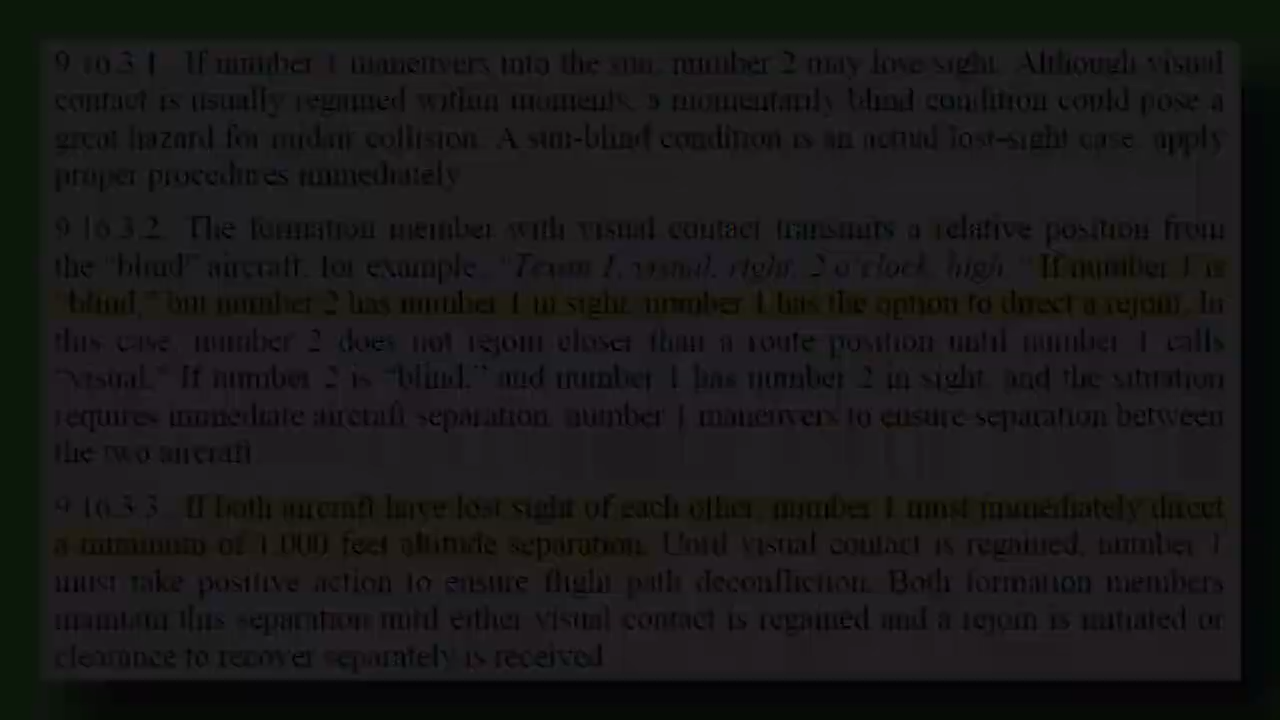 9.16.3.1. If number 1 maneuvers into the sun, number 2 may lose sight. Although visual
contact is usually regained within moments, a momentarily blind condition could pose a
great hazard for midair collision. A sun-blind condition is an actual lost-sight case, apply
proper procedures immediately.
9.16.3.2. The formation member with visual contact transmits a relative position from
the "blind" aircraft, for example, "Texan 1, visual, right, 2 o'clock, high." If number 1 is
"blind," but number 2 has number 1 in sight, number 1 has the option to direct a rejoin. In
this case, number 2 does not rejoin closer than a route position until number 1 calls
"visual." If number 2 is "blind," and number 1 has number 2 in sight, and the situation
requires immediate aircraft separation, number 1 maneuvers to ensure separation between
the two aircraft.
9.16.3.3. If both aircraft have lost sight of each other, number 1 must immediately direct
a minimum of 1,000 feet altitude separation. Until visual contact is regained, number 1
must take positive action to ensure flight path deconfliction. Both formation members
maintain this separation until either visual contact is regained and a rejoin is initiated or
clearance to recover separately is received.